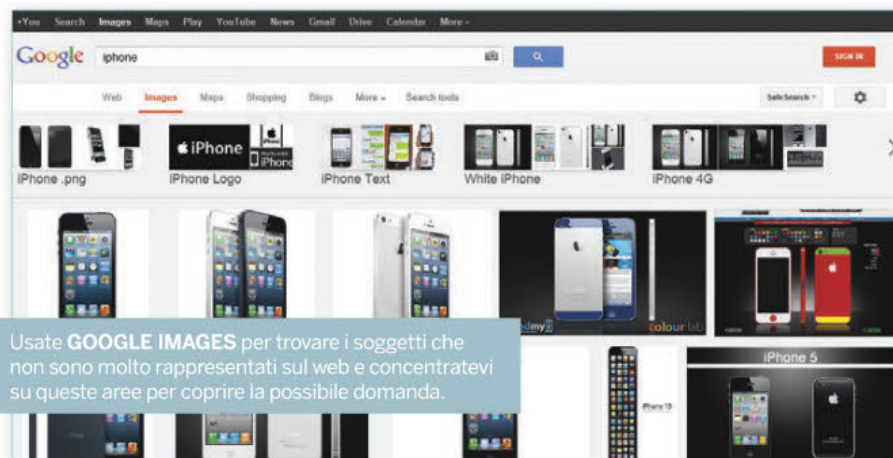 +You Search Images Maps Play YouTube News Gmail Drive Calendar More
Google iphone SIGN IN
Web Images Maps Shopping Blogs More Search tools SafeSearch
iPhone
iPhone
iPhone .png iPhone Logo iPhone Text White iPhone iPhone 4G
colour lab
Usate GOOGLE IMAGES per trovare i soggetti che
non sono molto rappresentati sul web e concentratevi
su queste aree per coprire la possibile domanda.
iPhone 5